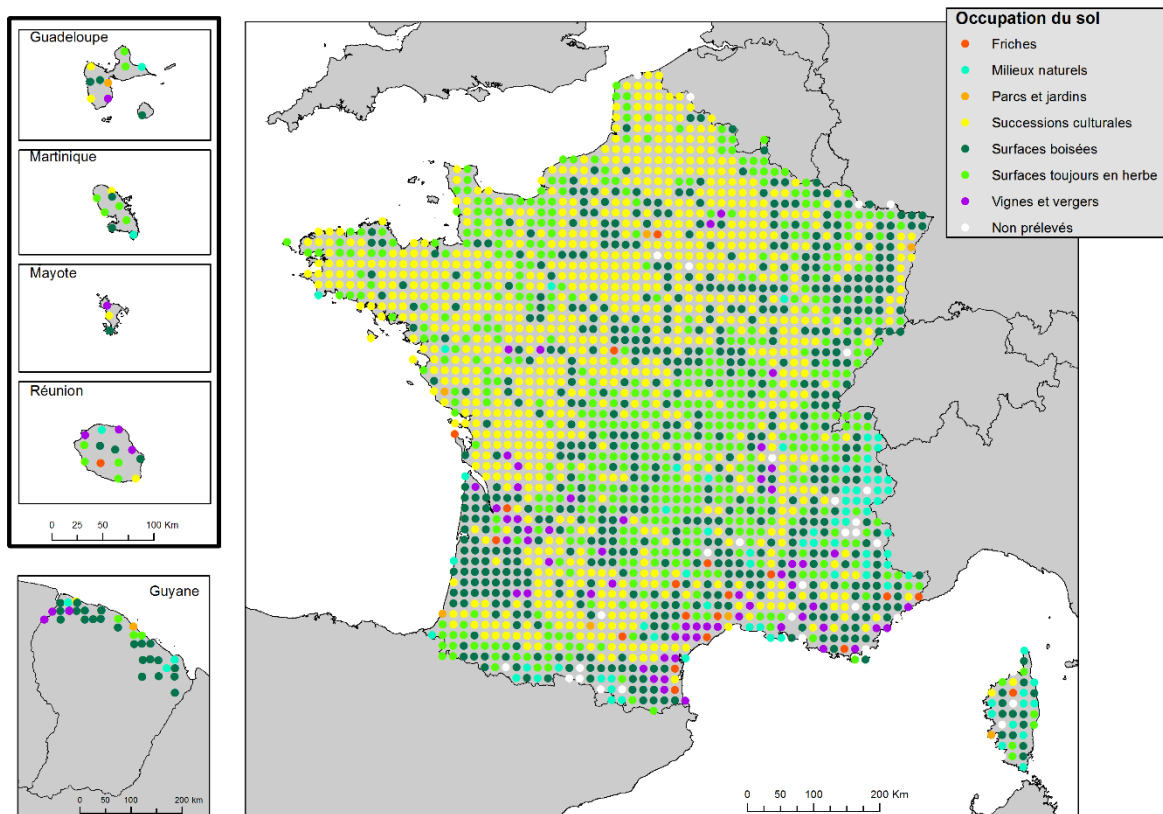 Guadeloupe
Martinique
Mayote
Réunion
0 25 50 100 Km
Guyane
0 50 100 200 km
Occupation du sol
Friches
Milieux naturels
Parcs et jardins
Successions culturales
Surfaces boisées
Surfaces toujours en herbe
Vignes et vergers
Non prélevés
0 50 100 200 Km